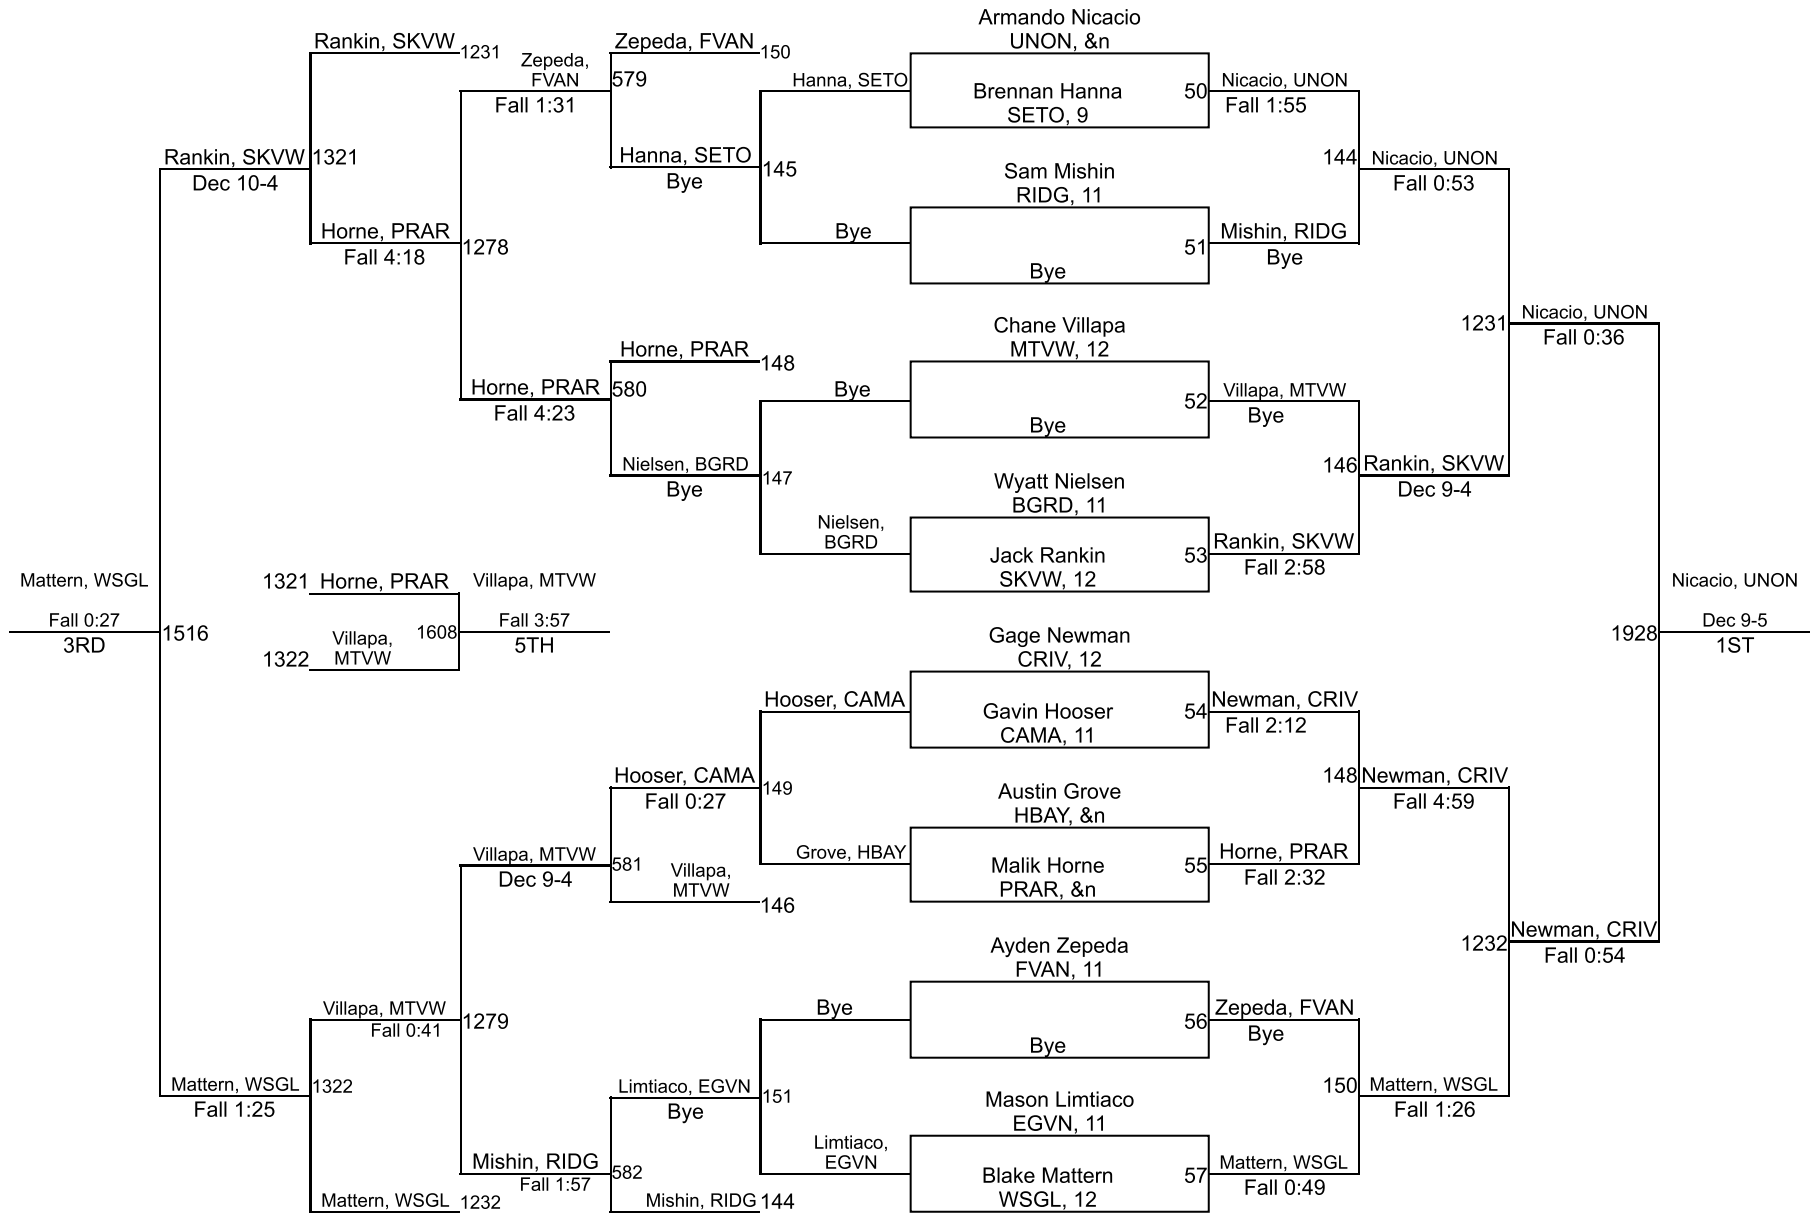 Armando Nicacio
UNON, &n
Rankin, SKVW
1231
Zepeda, FVAN
150
Zepeda,
FVAN
579
Fall 1:31
Hanna, SETO
Brennan Hanna
SETO, 9
50
Nicacio, UNON
Fall 1:55
Rankin, SKVW
1321
Dec 10-4
Hanna, SETO
145
Bye
Sam Mishin
RIDG, 11
144
Nicacio, UNON
Fall 0:53
Horne, PRAR
1278
Fall 4:18
Bye
Bye
51
Mishin, RIDG
Bye
Chane Villapa
MTVW, 12
1231
Nicacio, UNON
Fall 0:36
Horne, PRAR
148
Horne, PRAR
580
Fall 4:23
Bye
Bye
52
Villapa, MTVW
Bye
Nielsen, BGRD
147
Bye
Wyatt Nielsen
BGRD, 11
146
Rankin, SKVW
Dec 9-4
Nielsen,
BGRD
Jack Rankin
SKVW, 12
53
Rankin, SKVW
Fall 2:58
Mattern, WSGL
Fall 0:27
3RD
1516
1321
Horne, PRAR
Villapa,
MTVW
1322
1608
Villapa, MTVW
Fall 3:57
5TH
Nicacio, UNON
1928
Dec 9-5
1ST
Gage Newman
CRIV, 12
Hooser, CAMA
Gavin Hooser
CAMA, 11
54
Newman, CRIV
Fall 2:12
Hooser, CAMA
149
Fall 0:27
Austin Grove
HBAY, &n
148
Newman, CRIV
Fall 4:59
Villapa, MTVW
581
Dec 9-4
Villapa,
MTVW
146
Grove, HBAY
Malik Horne
PRAR, &n
55
Horne, PRAR
Fall 2:32
Ayden Zepeda
FVAN, 11
1232
Newman, CRIV
Fall 0:54
Villapa, MTVW
1279
Fall 0:41
Bye
Bye
56
Zepeda, FVAN
Bye
Mattern, WSGL
1322
Fall 1:25
Limtiaco, EGVN
151
Bye
Mason Limtiaco
EGVN, 11
150
Mattern, WSGL
Fall 1:26
Mishin, RIDG
582
Fall 1:57
Limtiaco,
EGVN
Blake Mattern
WSGL, 12
57
Mattern, WSGL
Fall 0:49
Mattern, WSGL
1232
Mishin, RIDG
144